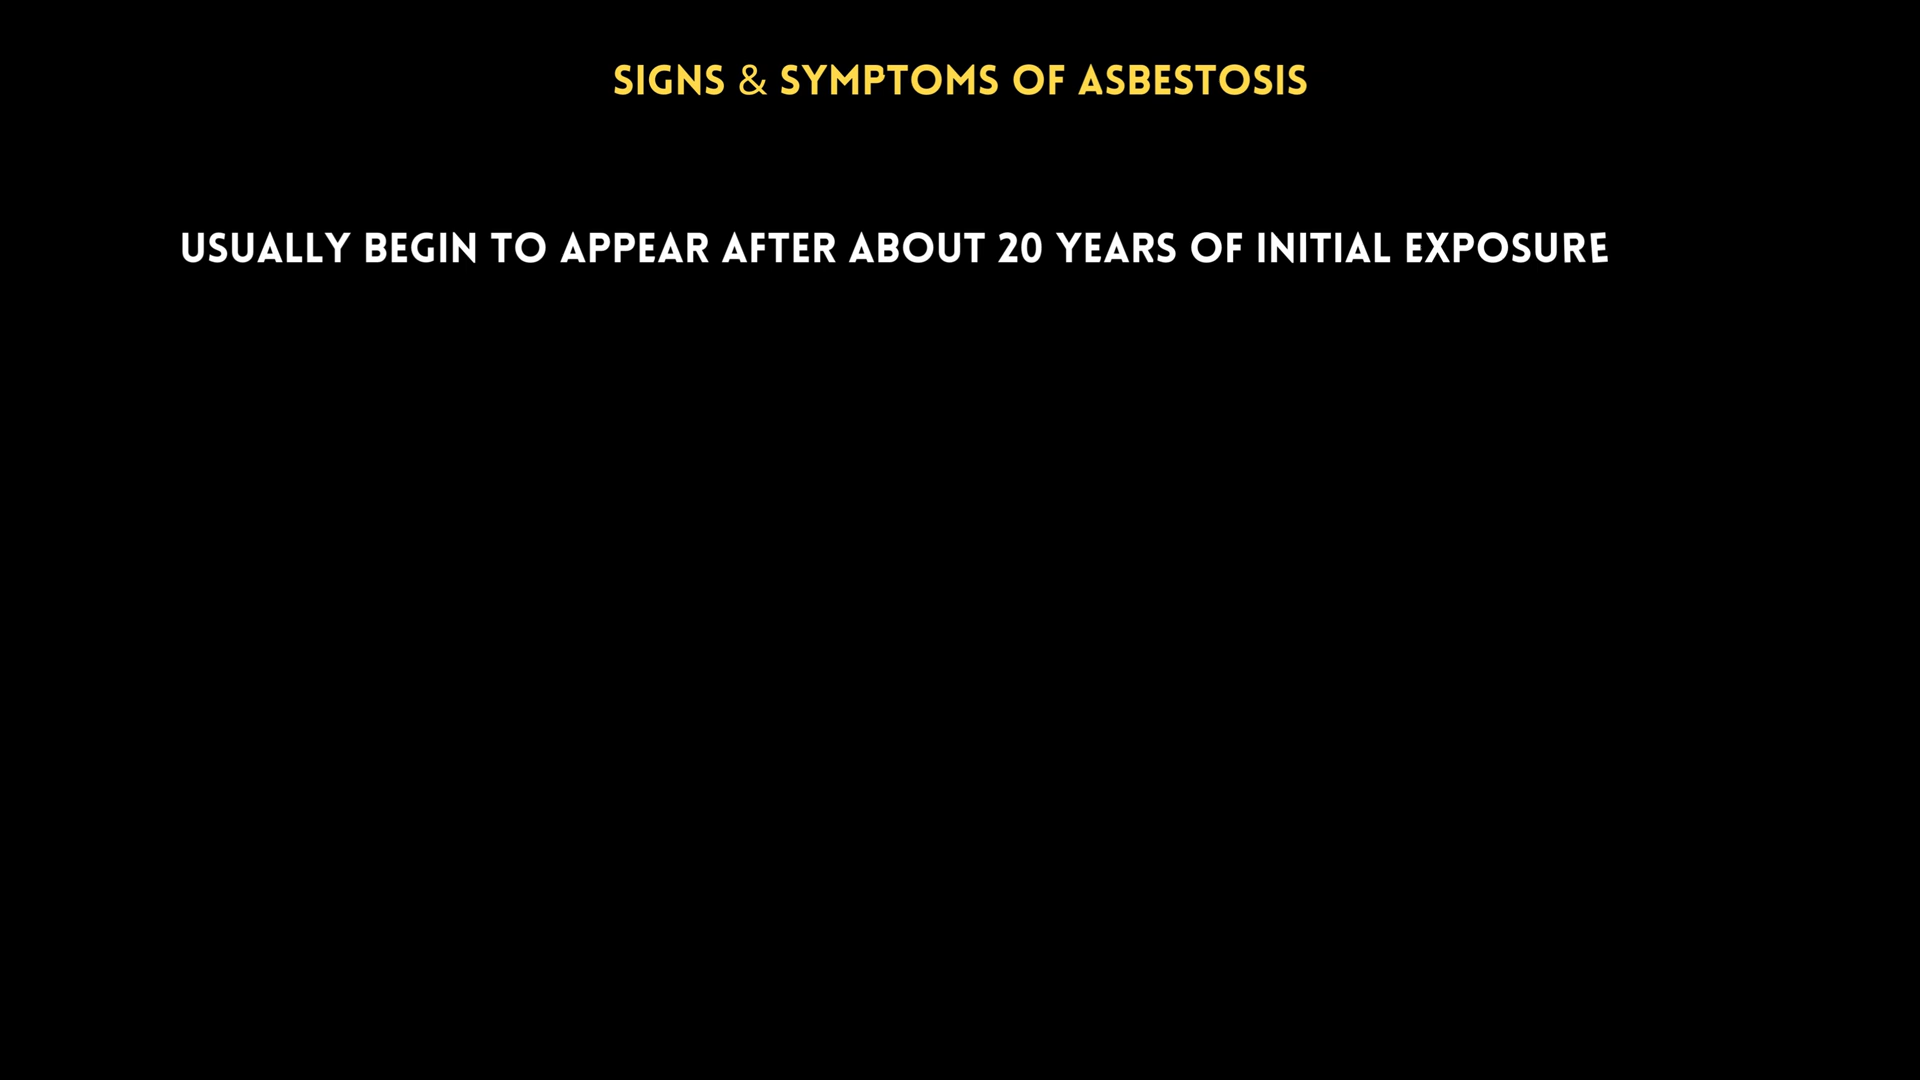 SIGNS & SYMPTOMS OF ASBESTOSIS
USUALLY BEGIN TO APPEAR AFTER ABOUT 20 YEARS OF INITIAL EXPOSURE